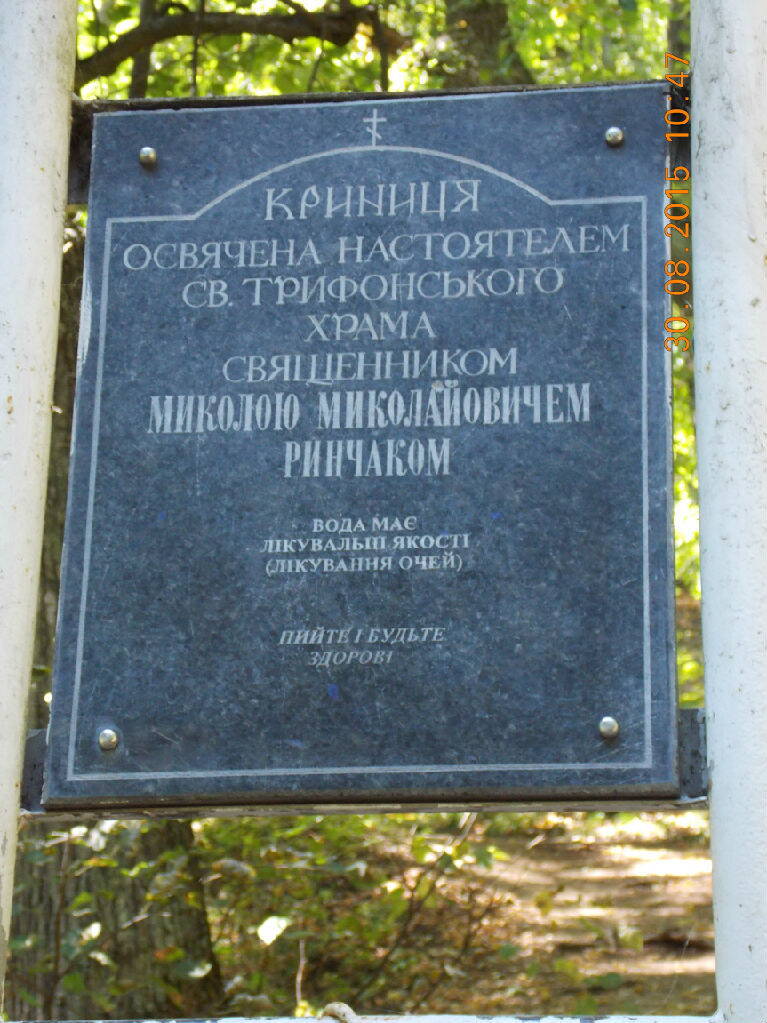 КРИНИЦЯ
ОСВЯЧЕНА НАСТОЯТЕЛЕМ
СВ. ТРИФОНСЬКОГО
ХРАМА
СВЯЩЕННИКОМ
МИКОЛОЮ МИКОЛАЙОВИЧЕМ
РИНЧАКОМ
ВОДА МАЄ
ЛІКУВАЛЬНІ ЯКОСТІ
(ЛІКУВАННЯ ОЧЕЙ)
ПИЙТЕ І БУДЬТЕ
ЗДОРОВІ
30.08.2015 10:47